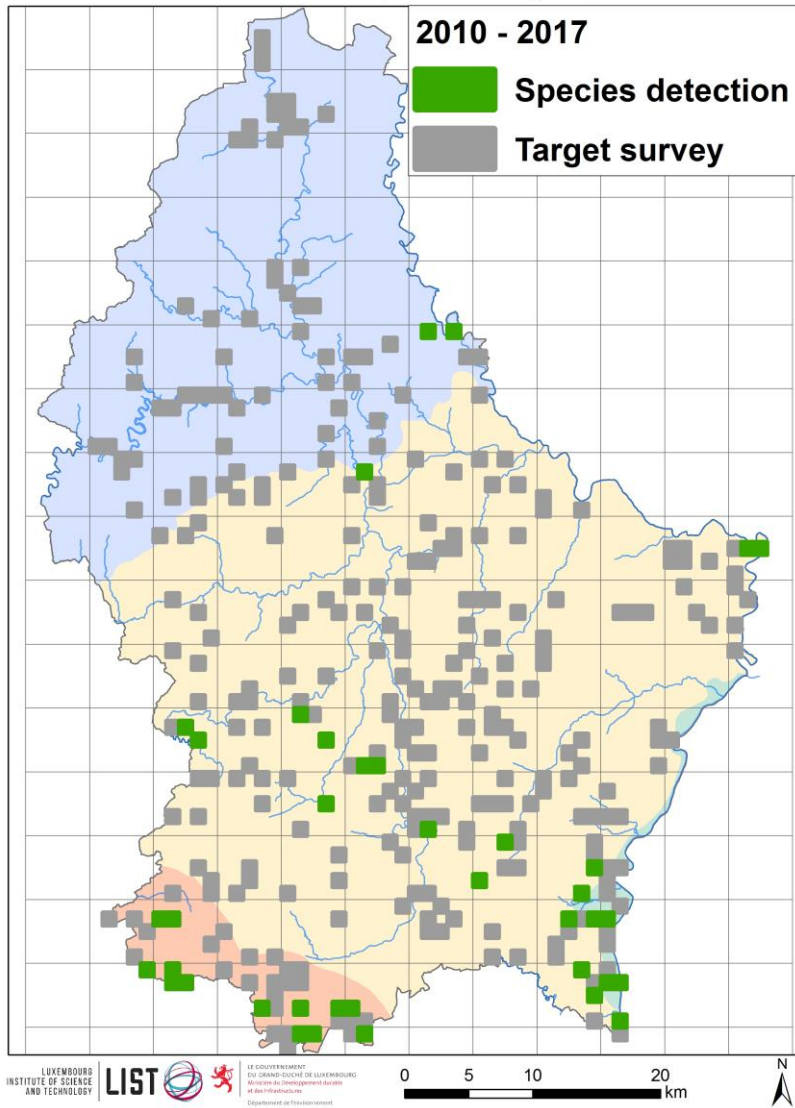 2010 - 2017
Species detection
Target survey
LUXEMBOURG
INSTITUTE OF SCIENCE
AND TECHNOLOGY
LIST
LE GOUVERNEMENT
DU GRAND-DUCHÉ DE LUXEMBOURG
Ministère du Développement durable
et des Infrastructures
Département de l'environnement
0 5 10 20
km
N